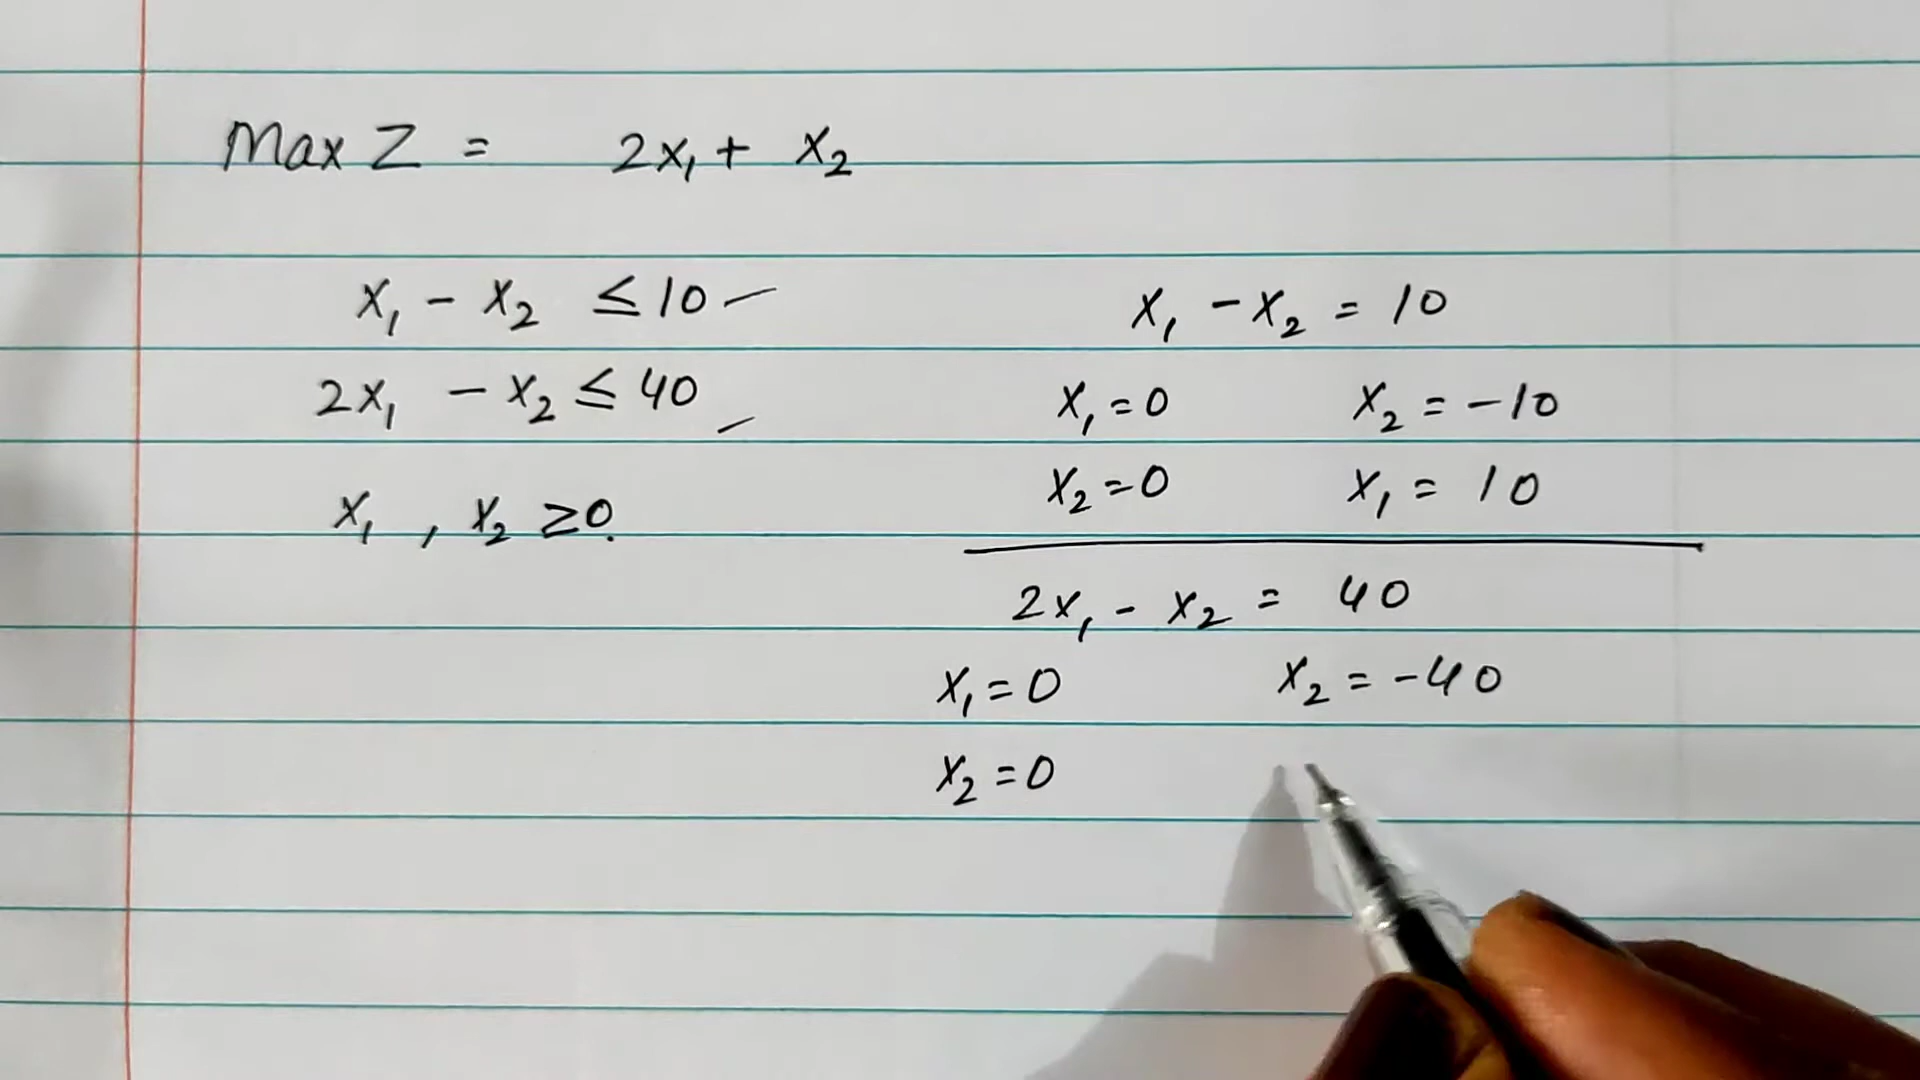 Max Z = 2x₁ + x₂
x₁ - x₂ ≤ 10
2x₁ - x₂ ≤ 40
x₁ , x₂ ≥ 0.
x₁ - x₂ = 10
x₁ = 0 x₂ = -10
x₂ = 0 x₁ = 10
2x₁ - x₂ = 40
x₁ = 0 x₂ = -40
x₂ = 0